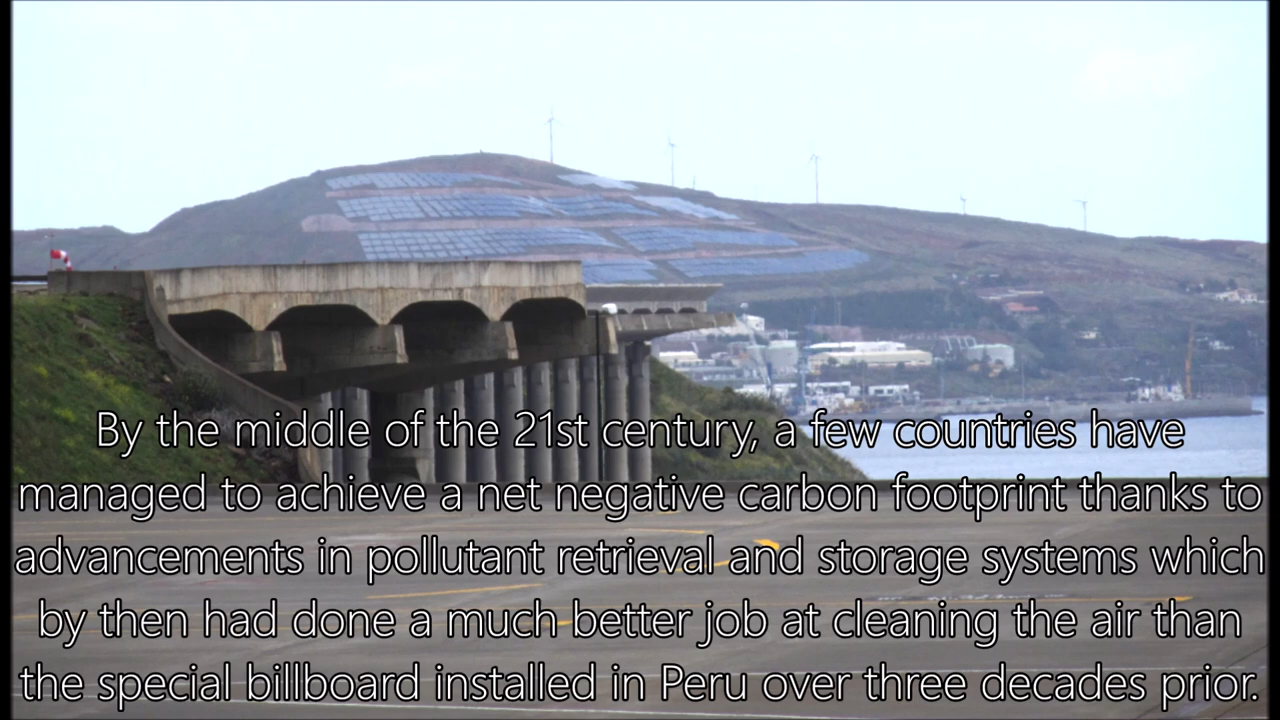 By the middle of the 21st century, a few countries have
managed to achieve a net negative carbon footprint thanks to
advancements in pollutant retrieval and storage systems which
by then had done a much better job at cleaning the air than
the special billboard installed in Peru over three decades prior.